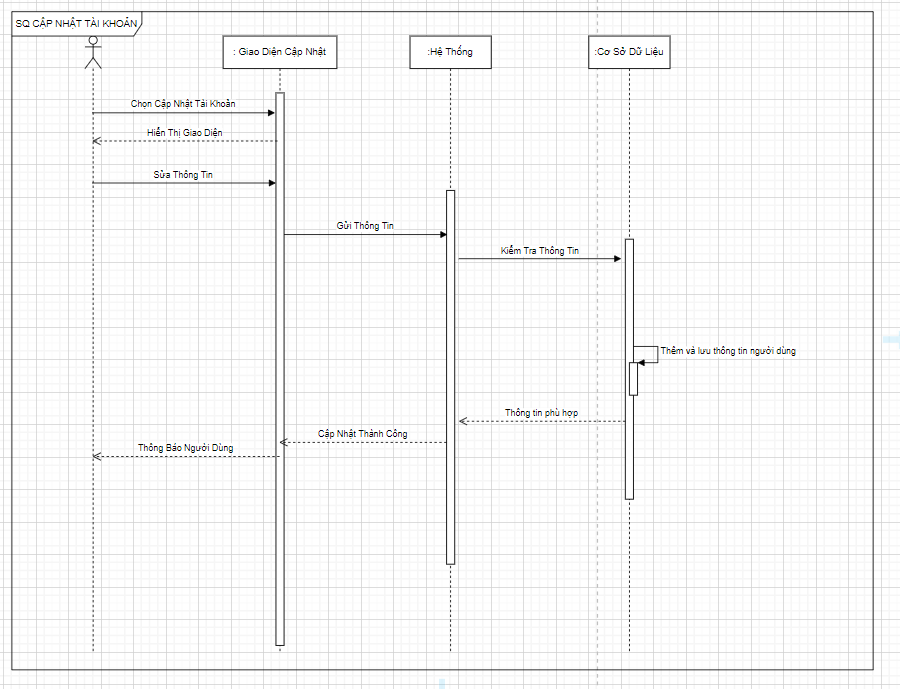 SQ CẬP NHẬT TÀI KHOẢN
: Giao Diện Cập Nhật
:Hệ Thống
:Cơ Sở Dữ Liệu
Chọn Cập Nhật Tài Khoản
Hiển Thị Giao Diện
Sửa Thông Tin
Gửi Thông Tin
Kiểm Tra Thông Tin
Thêm và lưu thông tin người dùng
Thông tin phù hợp
Cập Nhật Thành Công
Thông Báo Người Dùng